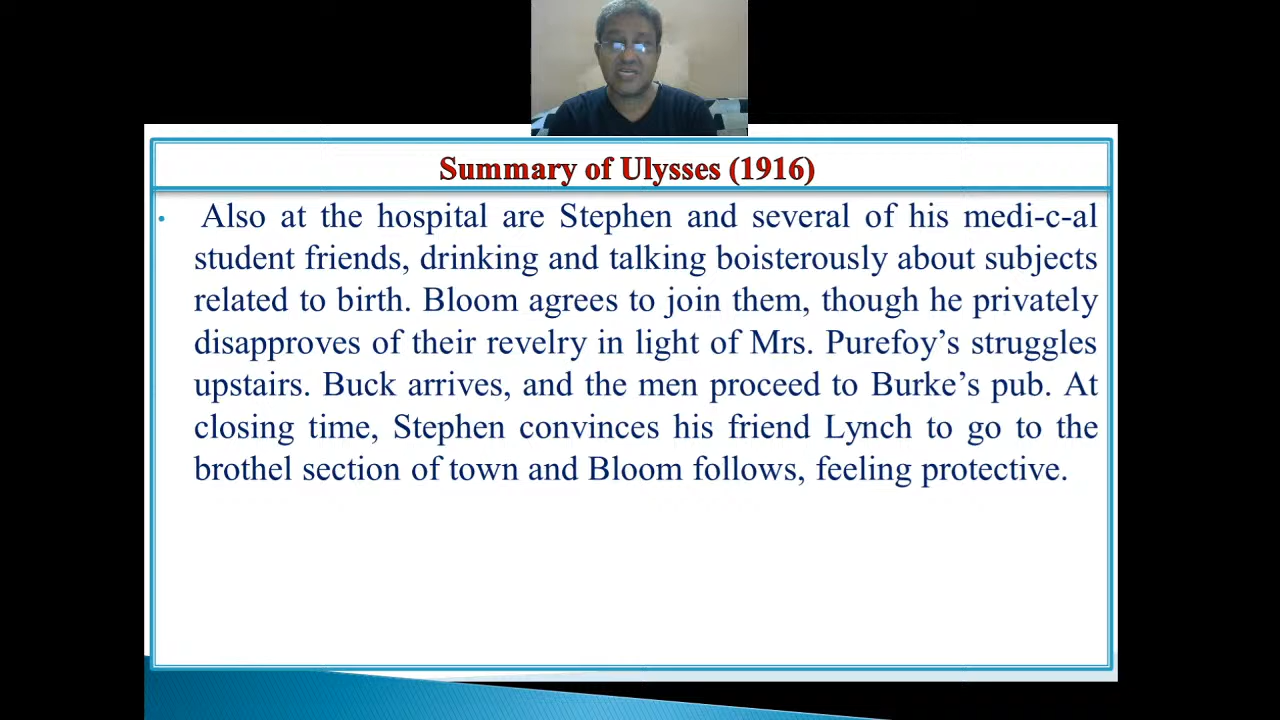 Summary of Ulysses (1916)
• Also at the hospital are Stephen and several of his medi-c-al
student friends, drinking and talking boisterously about subjects
related to birth. Bloom agrees to join them, though he privately
disapproves of their revelry in light of Mrs. Purefoy’s struggles
upstairs. Buck arrives, and the men proceed to Burke’s pub. At
closing time, Stephen convinces his friend Lynch to go to the
brothel section of town and Bloom follows, feeling protective.